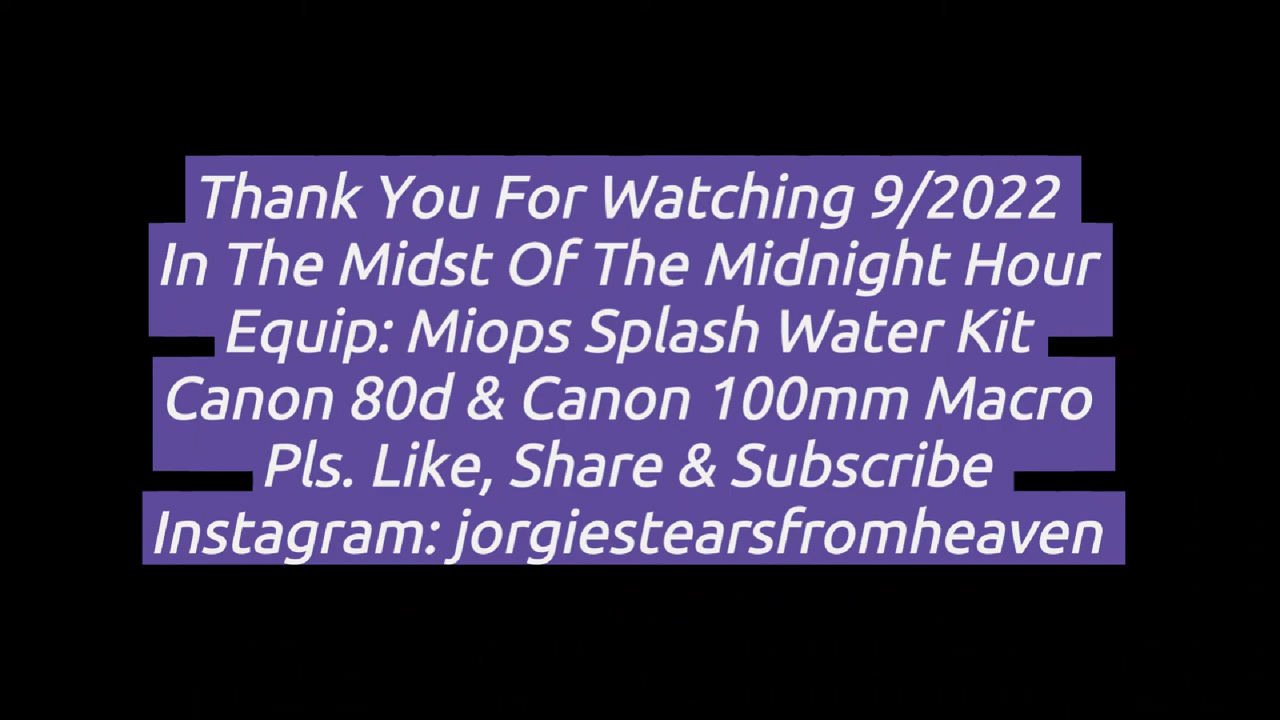 Thank You For Watching 9/2022
In The Midst Of The Midnight Hour
Equip: Miops Splash Water Kit
Canon 80d & Canon 100mm Macro
Pls. Like, Share & Subscribe
Instagram: jorgiestearsfromheaven